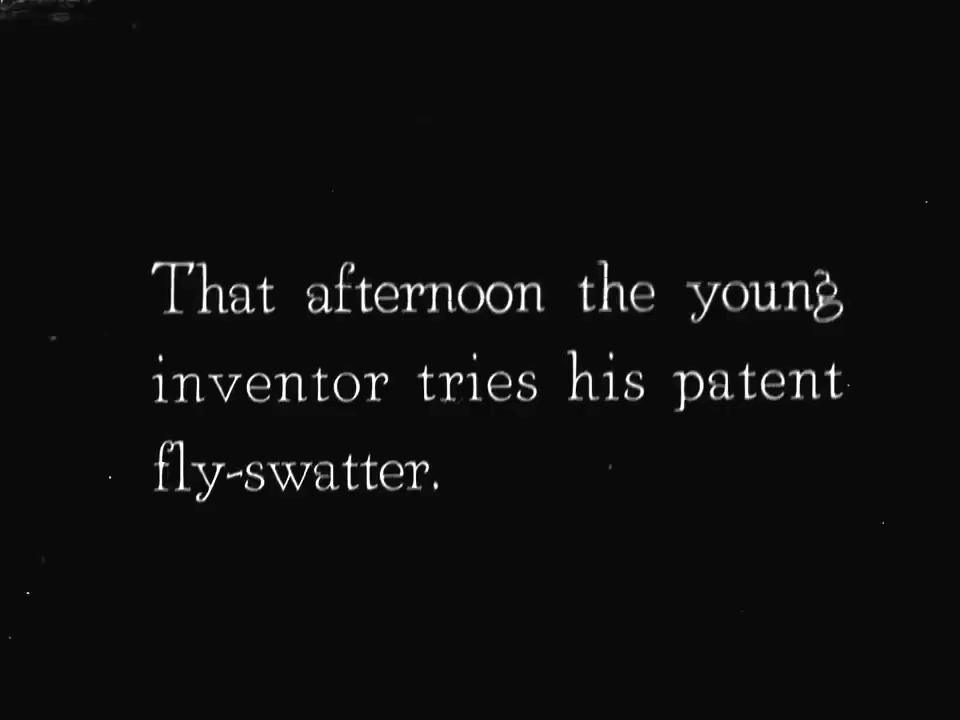 That afternoon the young
inventor tries his patent
fly-swatter.